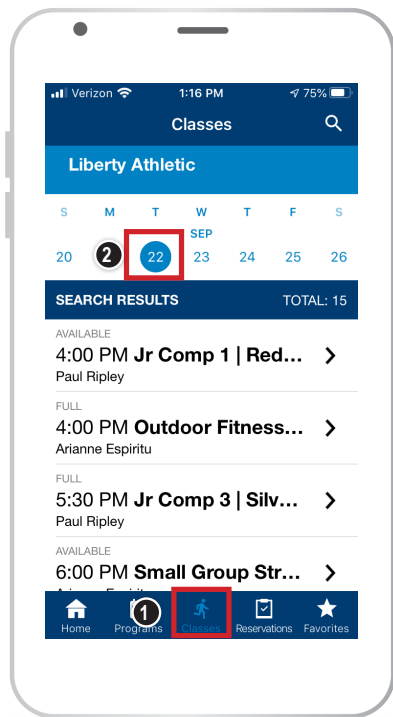 Verizon 1:16 PM 75%
Classes
Liberty Athletic
S M T W T F S
SEP
20 2 22 23 24 25 26
SEARCH RESULTS TOTAL: 15
AVAILABLE
4:00 PM Jr Comp 1 | Red...
Paul Ripley
FULL
4:00 PM Outdoor Fitness...
Arianne Espiritu
FULL
5:30 PM Jr Comp 3 | Silv...
Paul Ripley
AVAILABLE
6:00 PM Small Group Str...
1
Home Programs Classes Reservations Favorites